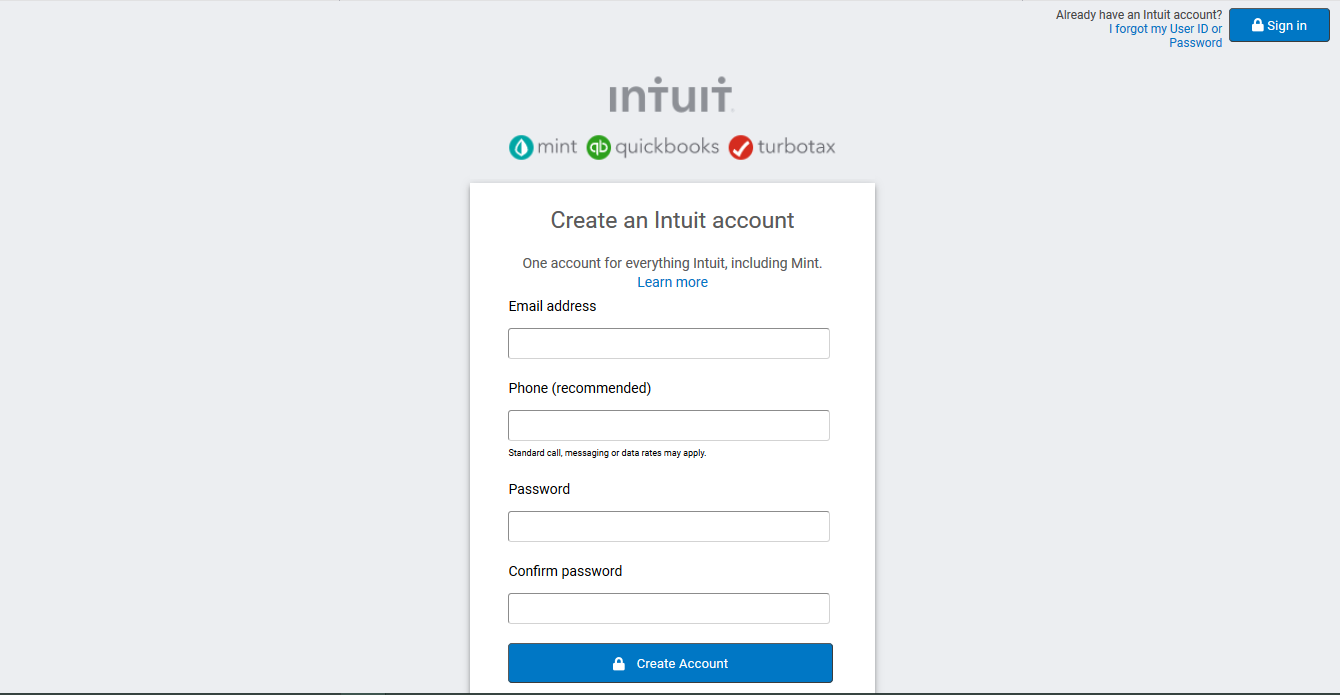 Already have an Intuit account?
I forgot my User ID or
Password
Sign in
intuit
mint qb quickbooks turbotax
Create an Intuit account
One account for everything Intuit, including Mint.
Learn more
Email address
Phone (recommended)
Standard call, messaging or data rates may apply.
Password
Confirm password
Create Account